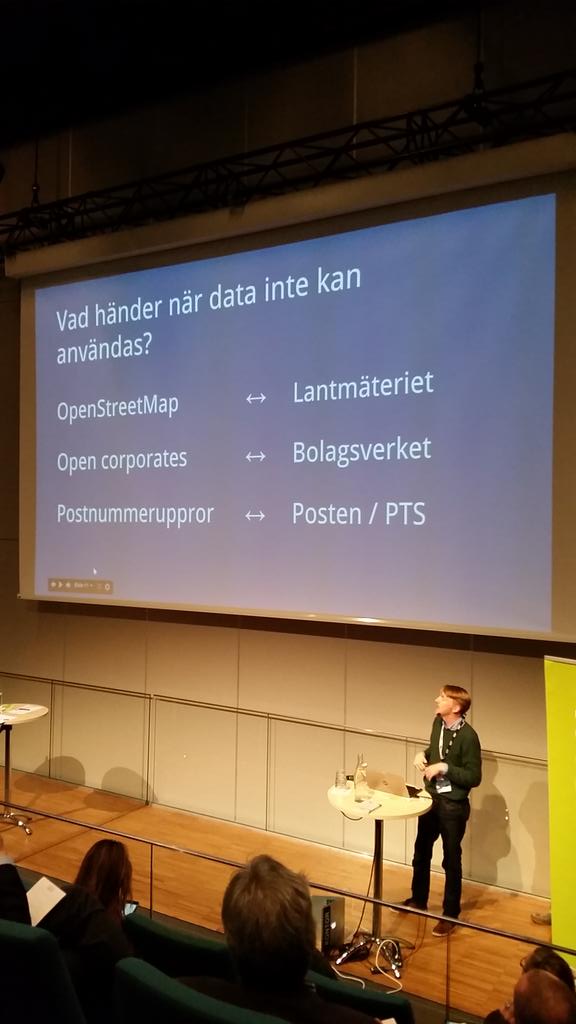 Vad händer när data inte kan
användas?
OpenStreetMap ↔ Lantmäteriet
Open corporates ↔ Bolagsverket
Postnummeruppror ↔ Posten / PTS